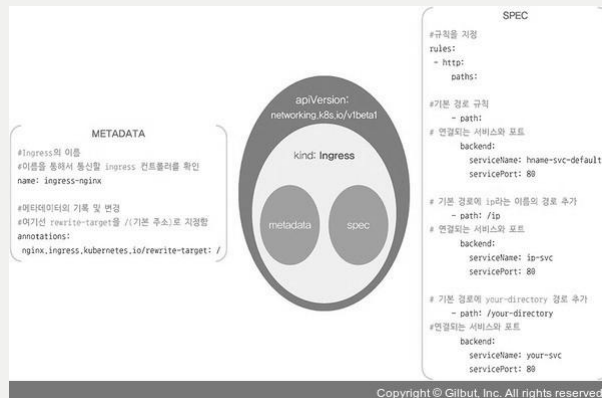 METADATA
#Ingress의 이름
#이름을 통해서 통신할 ingress 컨트롤러를 확인
name: ingress-nginx
#메타데이터의 기록 및 변경
#여기선 rewrite-target을 /(기본 주소)로 지정함
annotations:
nginx.ingress.kubernetes.io/rewrite-target: /
apiVersion:
networking.k8s.io/v1beta1
kind: Ingress
metadata
spec
SPEC
#규칙을 지정
rules:
- http:
paths:
#기본 경로 규칙
- path:
# 연결되는 서비스와 포트
backend:
serviceName: hname-svc-default
servicePort: 80
# 기본 경로에 ip라는 이름의 경로 추가
- path: /ip
# 연결되는 서비스와 포트
backend:
serviceName: ip-svc
servicePort: 80
# 기본 경로에 your-directory 경로 추가
- path: /your-directory
#연결되는 서비스와 포트
backend:
serviceName: your-svc
servicePort: 80
Copyright © Gilbut, Inc. All rights reserved